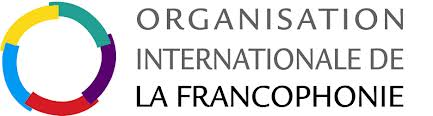 ORGANISATION
INTERNATIONALE DE
LA FRANCOPHONIE